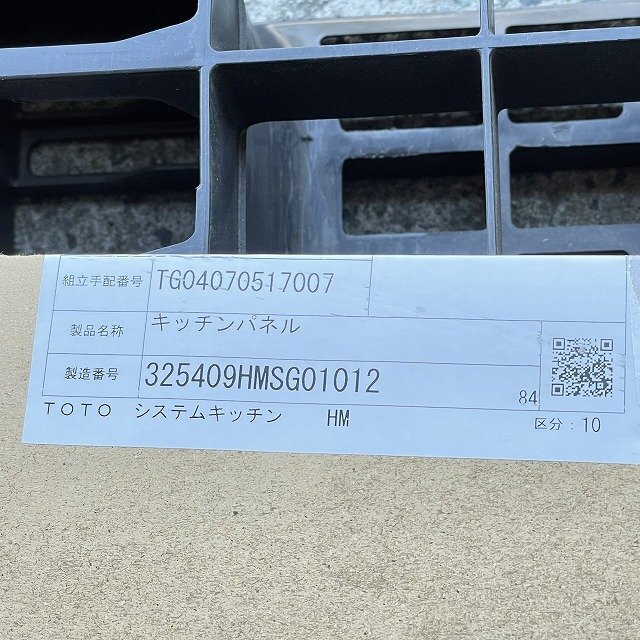 組立手配番号 TG04070517007
製品名称 キッチンパネル
製造番号 325409HMSG01012 84
TOTO システムキッチン HM 区分:10